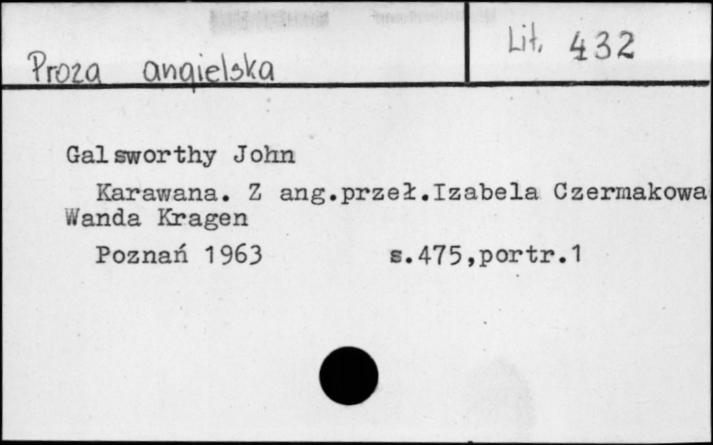 Proza angielska
Lit. 432
Galsworthy John
Karawana. Z ang.przeł.Izabela Czermakowa
Wanda Kragen
Poznań 1963 s.475,portr.1